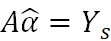 Aα̂ = Yₛ